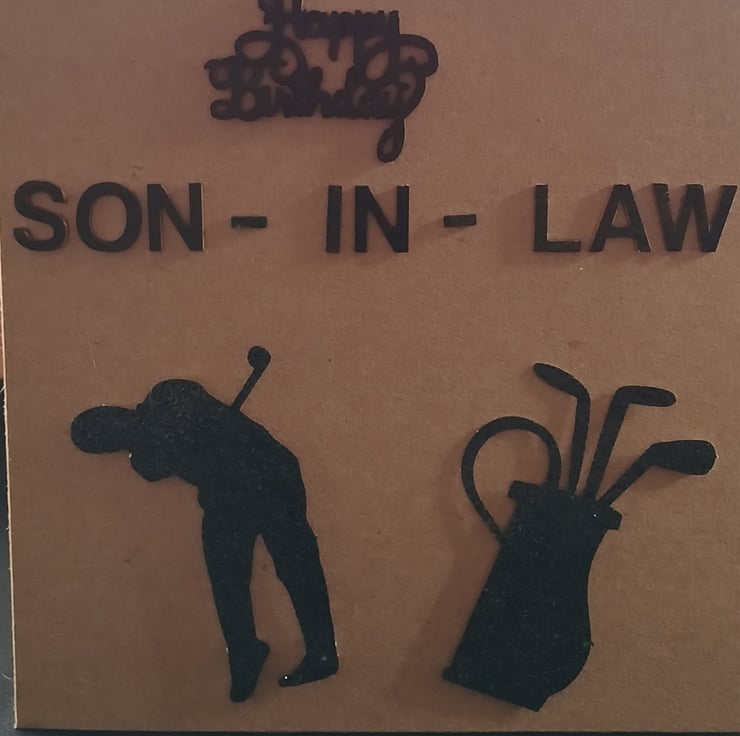 Happy
Birthday
SON - IN - LAW